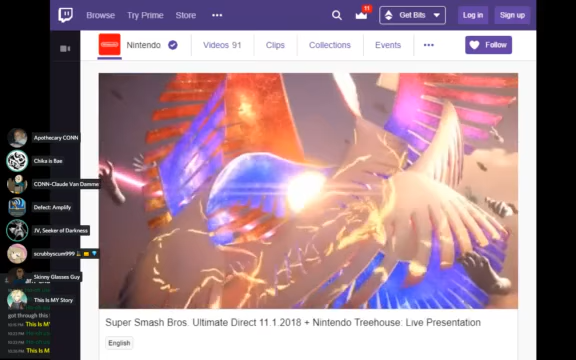 Browse Try Prime Store ••• 11 Get Bits Log in Sign up
Nintendo Nintendo Videos 91 Clips Collections Events ••• Follow
Apothecary CONN
Chika is Bae
CONN-Claude Van Damme
Defect: Amplify
JV, Seeker of Darkness
scrubbyscum999
Skinny Glasses Guy
This Is MY Story
got through this
This Is M
Super Smash Bros. Ultimate Direct 11.1.2018 + Nintendo Treehouse: Live Presentation
English